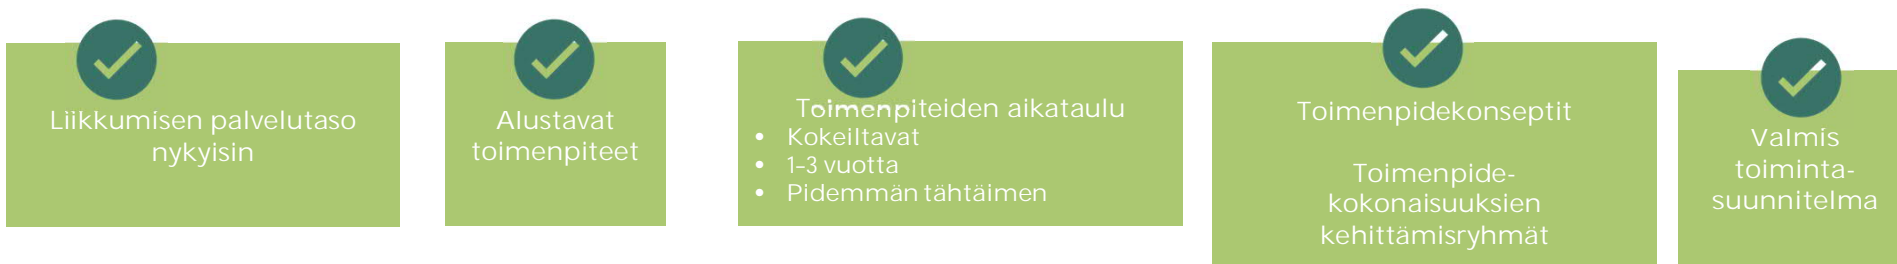 Liikkumisen palvelutaso
nykyisin
Alustavat
toimenpiteet
Toimenpiteiden aikataulu
• Kokeiltavat
• 1–3 vuotta
• Pidemmän tähtäimen
Toimenpidekonseptit
Toimenpide-
kokonaisuuksien
kehittämisryhmät
Valmis
toiminta-
suunnitelma